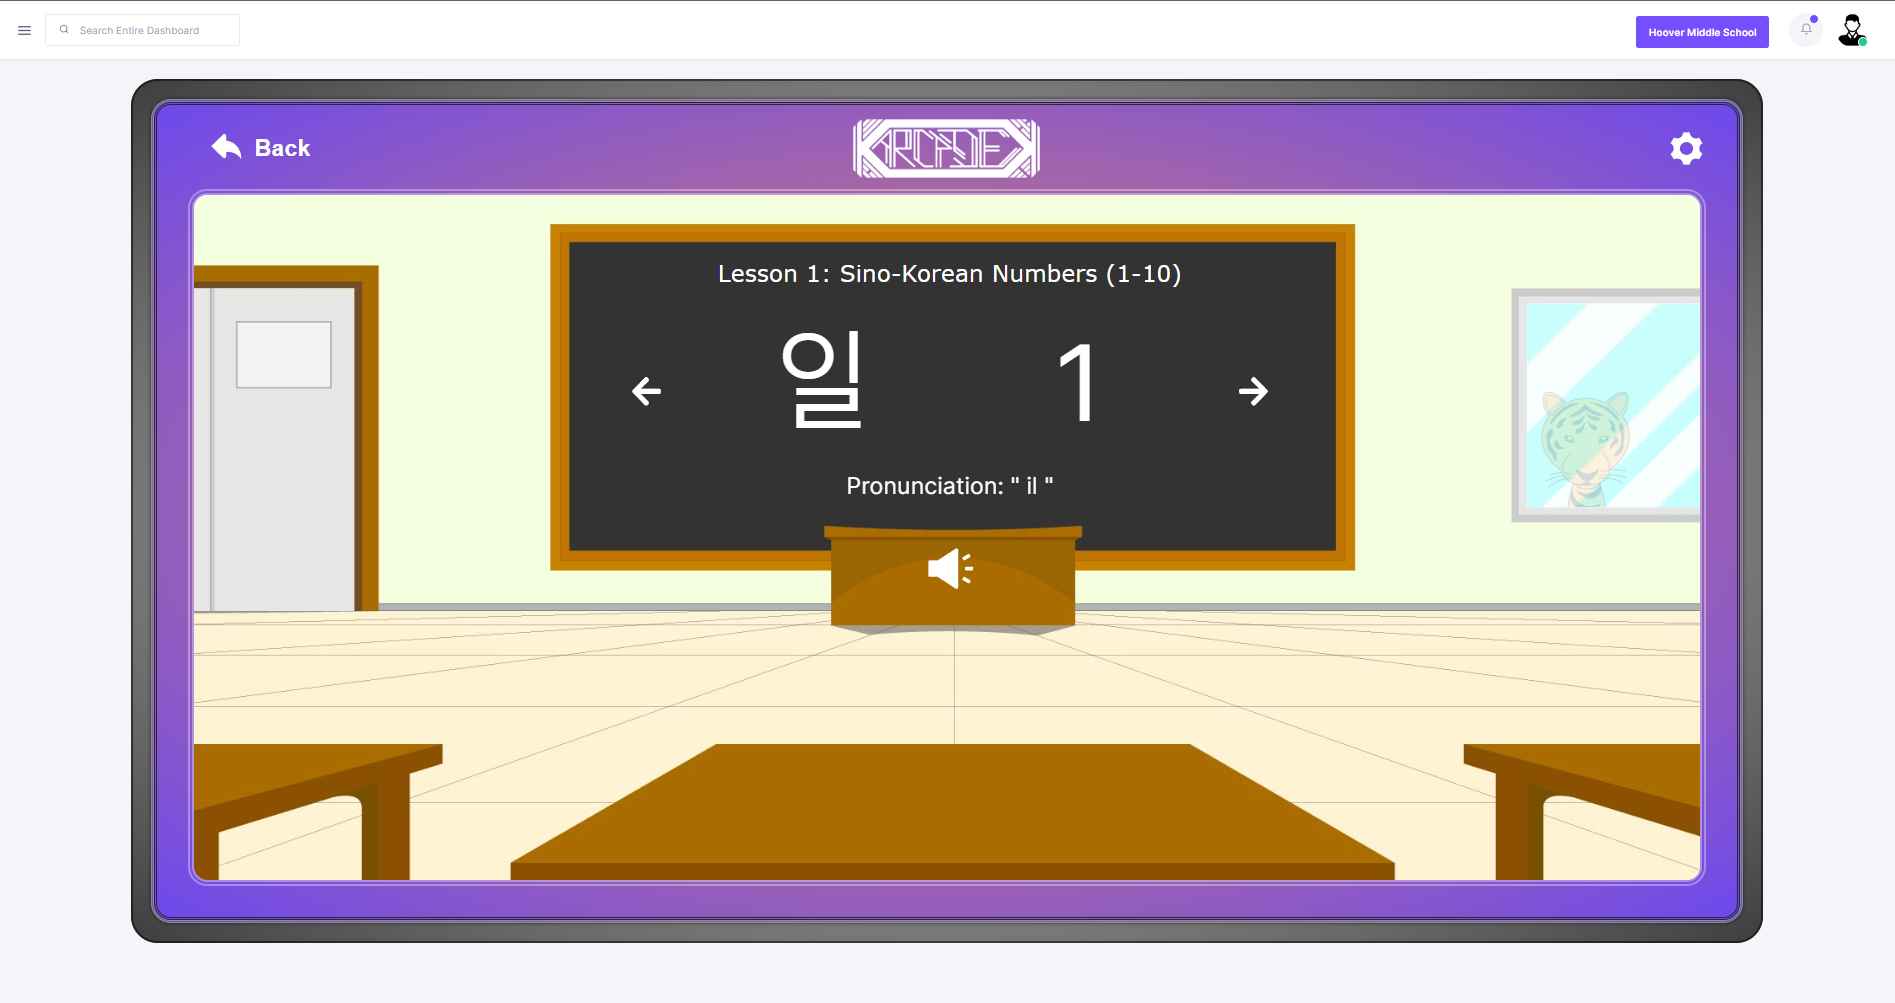 Search Entire Dashboard
Hoover Middle School
Back
ARCADE
Lesson 1: Sino-Korean Numbers (1-10)
일 1
Pronunciation: " il "